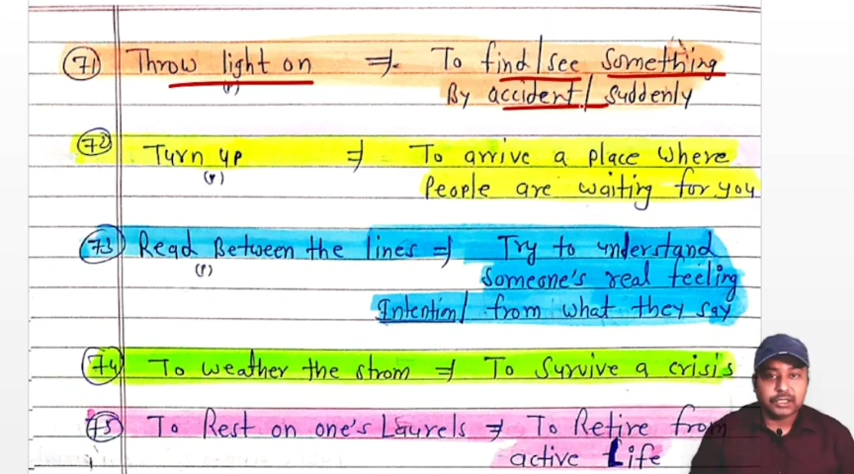 71 Throw light on ⇒ To find/see something
(v)
By accident/ suddenly
72 Turn up ⇒ To arrive a place where
(v)
People are waiting for you
73 Read Between the lines ⇒ Try to understand
(v)
Someone's real feeling
Intention/ from what they say
74 To weather the strom ⇒ To Survive a crisis
75 To Rest on one's Laurels ⇒ To Retire from
active Life